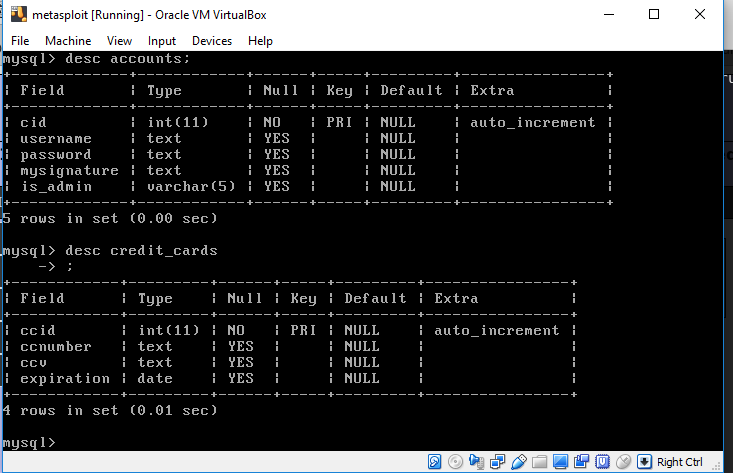 metasploit [Running] - Oracle VM VirtualBox
File Machine View Input Devices Help
mysql> desc accounts;
+-------------+------------+------+-----+---------+----------------+
| Field       | Type       | Null | Key | Default | Extra          |
+-------------+------------+------+-----+---------+----------------+
| cid         | int(11)    | NO   | PRI | NULL    | auto_increment |
| username    | text       | YES  |     | NULL    |                |
| password    | text       | YES  |     | NULL    |                |
| mysignature | text       | YES  |     | NULL    |                |
| is_admin    | varchar(5) | YES  |     | NULL    |                |
+-------------+------------+------+-----+---------+----------------+
5 rows in set (0.00 sec)
mysql> desc credit_cards
    -> ;
+------------+---------+------+-----+---------+----------------+
| Field      | Type    | Null | Key | Default | Extra          |
+------------+---------+------+-----+---------+----------------+
| ccid       | int(11) | NO   | PRI | NULL    | auto_increment |
| ccnumber   | text    | YES  |     | NULL    |                |
| ccv        | text    | YES  |     | NULL    |                |
| expiration | date    | YES  |     | NULL    |                |
+------------+---------+------+-----+---------+----------------+
4 rows in set (0.01 sec)
mysql>
Right Ctrl